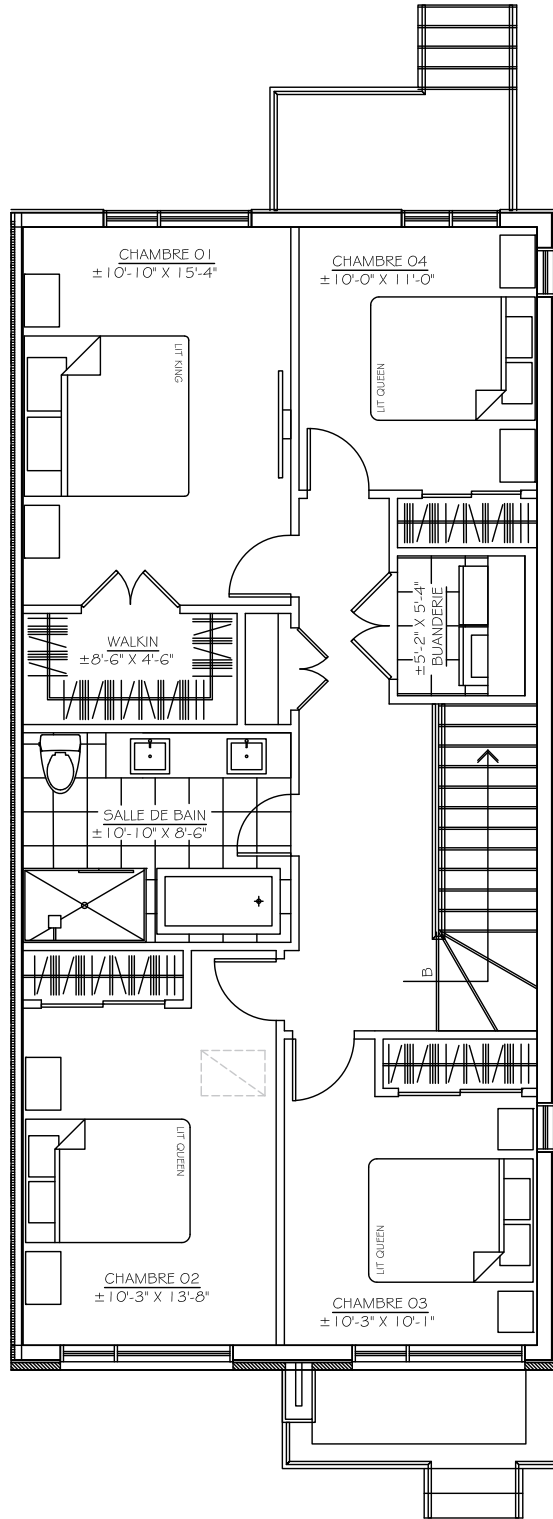 CHAMBRE 01
±10'-10" X 15'-4"
CHAMBRE 04
±10'-0" X 11'-0"
LIT KING
LIT QUEEN
±5'-2" X 5'-4"
BUANDERIE
WALKIN
±8'-6" X 4'-6"
SALLE DE BAIN
±10'-10" X 8'-6"
B
LIT QUEEN
LIT QUEEN
CHAMBRE 02
±10'-3" X 13'-8"
CHAMBRE 03
±10'-3" X 10'-1"